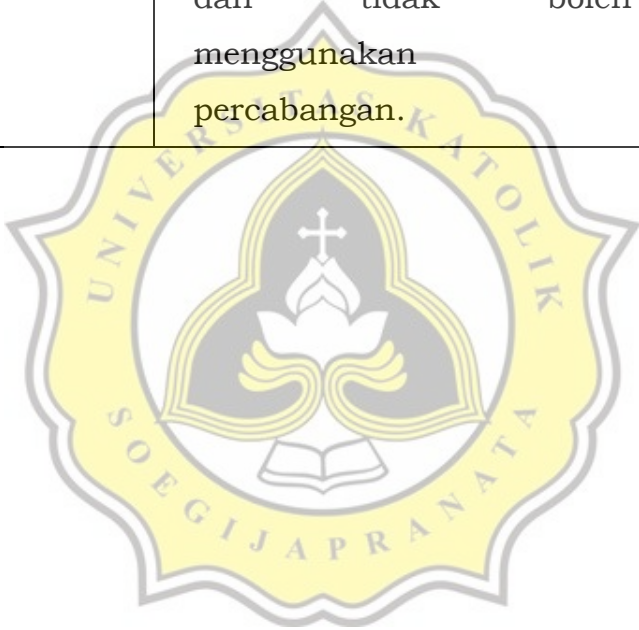 dan tidak boleh
menggunakan
percabangan.
UNIVERSITAS KATOLIK
SOEGIJAPRANATA